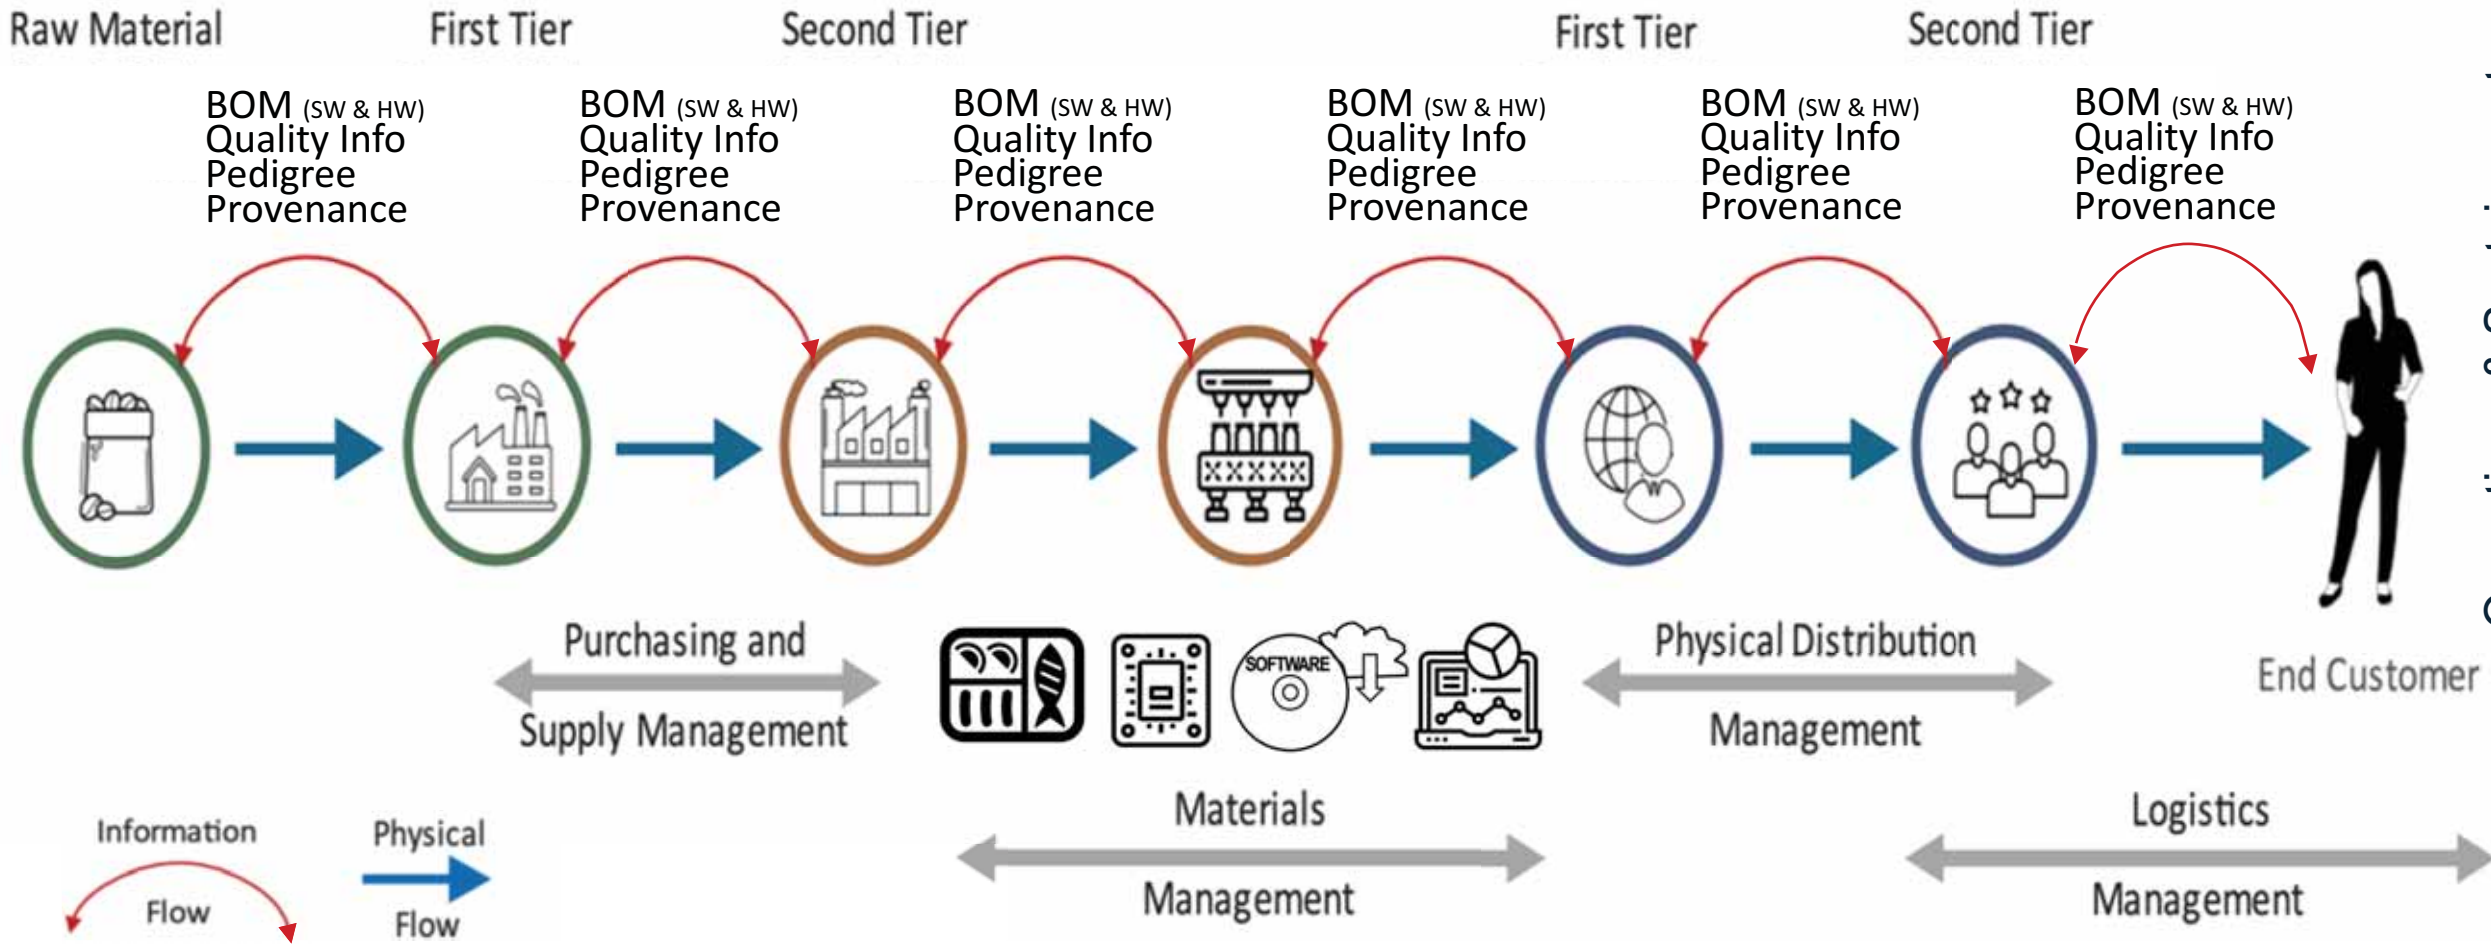 Raw Material
First Tier
Second Tier
First Tier
Second Tier
BOM (SW & HW)
Quality Info
Pedigree
Provenance
BOM (SW & HW)
Quality Info
Pedigree
Provenance
BOM (SW & HW)
Quality Info
Pedigree
Provenance
BOM (SW & HW)
Quality Info
Pedigree
Provenance
BOM (SW & HW)
Quality Info
Pedigree
Provenance
BOM (SW & HW)
Quality Info
Pedigree
Provenance
Purchasing and
Supply Management
SOFTWARE
Physical Distribution
Management
End Customer
Materials
Management
Logistics
Management
Information
Flow
Physical
Flow